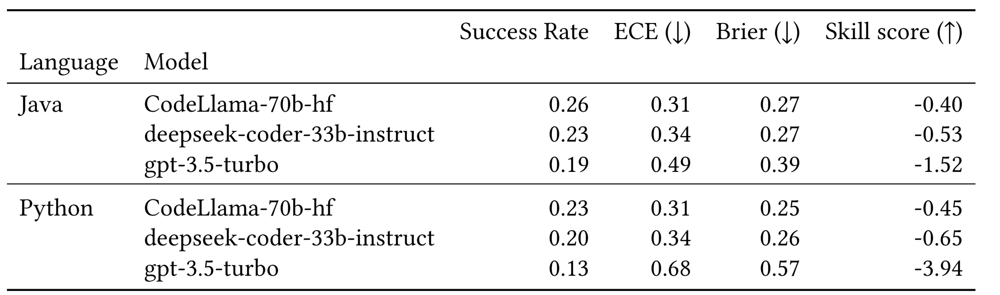 Success Rate ECE (↓) Brier (↓) Skill score (↑)
Language Model
Java CodeLlama-70b-hf 0.26 0.31 0.27 -0.40
deepseek-coder-33b-instruct 0.23 0.34 0.27 -0.53
gpt-3.5-turbo 0.19 0.49 0.39 -1.52
Python CodeLlama-70b-hf 0.23 0.31 0.25 -0.45
deepseek-coder-33b-instruct 0.20 0.34 0.26 -0.65
gpt-3.5-turbo 0.13 0.68 0.57 -3.94